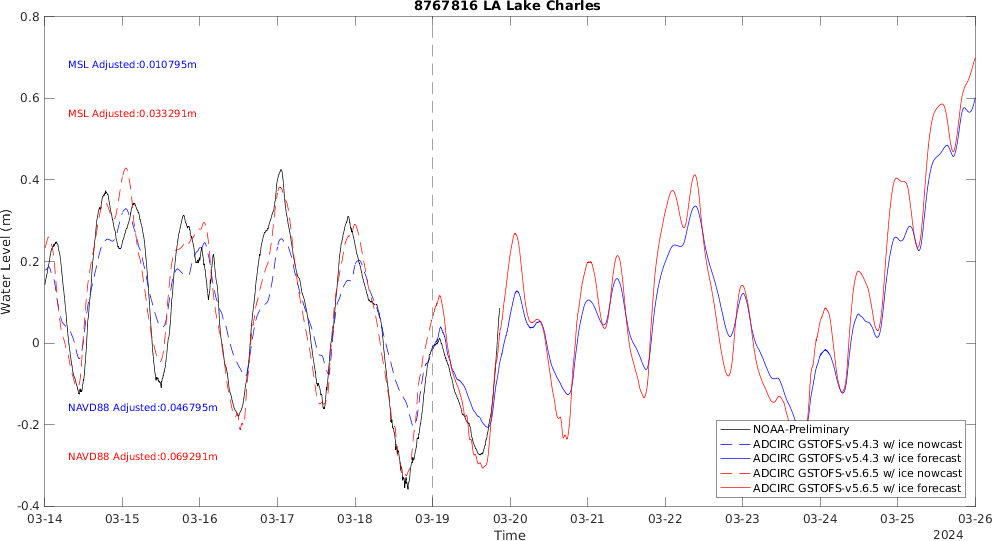 8767816 LA Lake Charles
0.8
0.6
0.4
0.2
0
-0.2
-0.4
Water Level (m)
MSL Adjusted:0.010795m
MSL Adjusted:0.033291m
NAVD88 Adjusted:0.046795m
NAVD88 Adjusted:0.069291m
NOAA-Preliminary
ADCIRC GSTOFS-v5.4.3 w/ ice nowcast
ADCIRC GSTOFS-v5.4.3 w/ ice forecast
ADCIRC GSTOFS-v5.6.5 w/ ice nowcast
ADCIRC GSTOFS-v5.6.5 w/ ice forecast
03-14 03-15 03-16 03-17 03-18 03-19 03-20 03-21 03-22 03-23 03-24 03-25 03-26
Time
2024